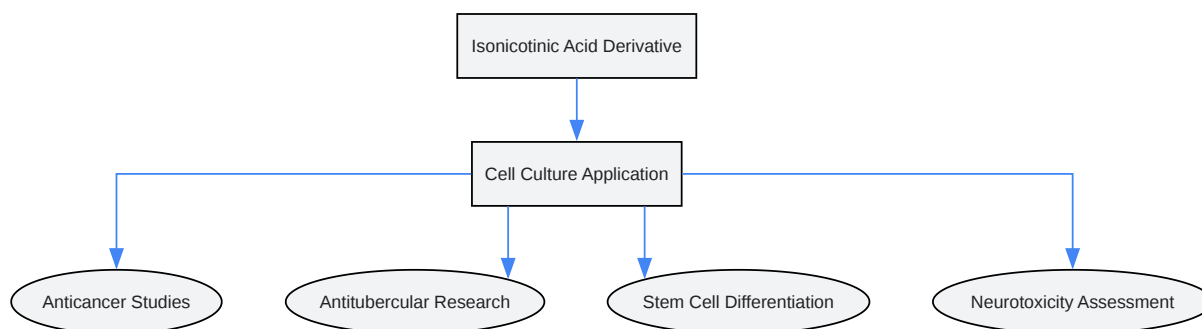 Isonicotinic Acid Derivative
Cell Culture Application
Anticancer Studies
Antitubercular Research
Stem Cell Differentiation
Neurotoxicity Assessment